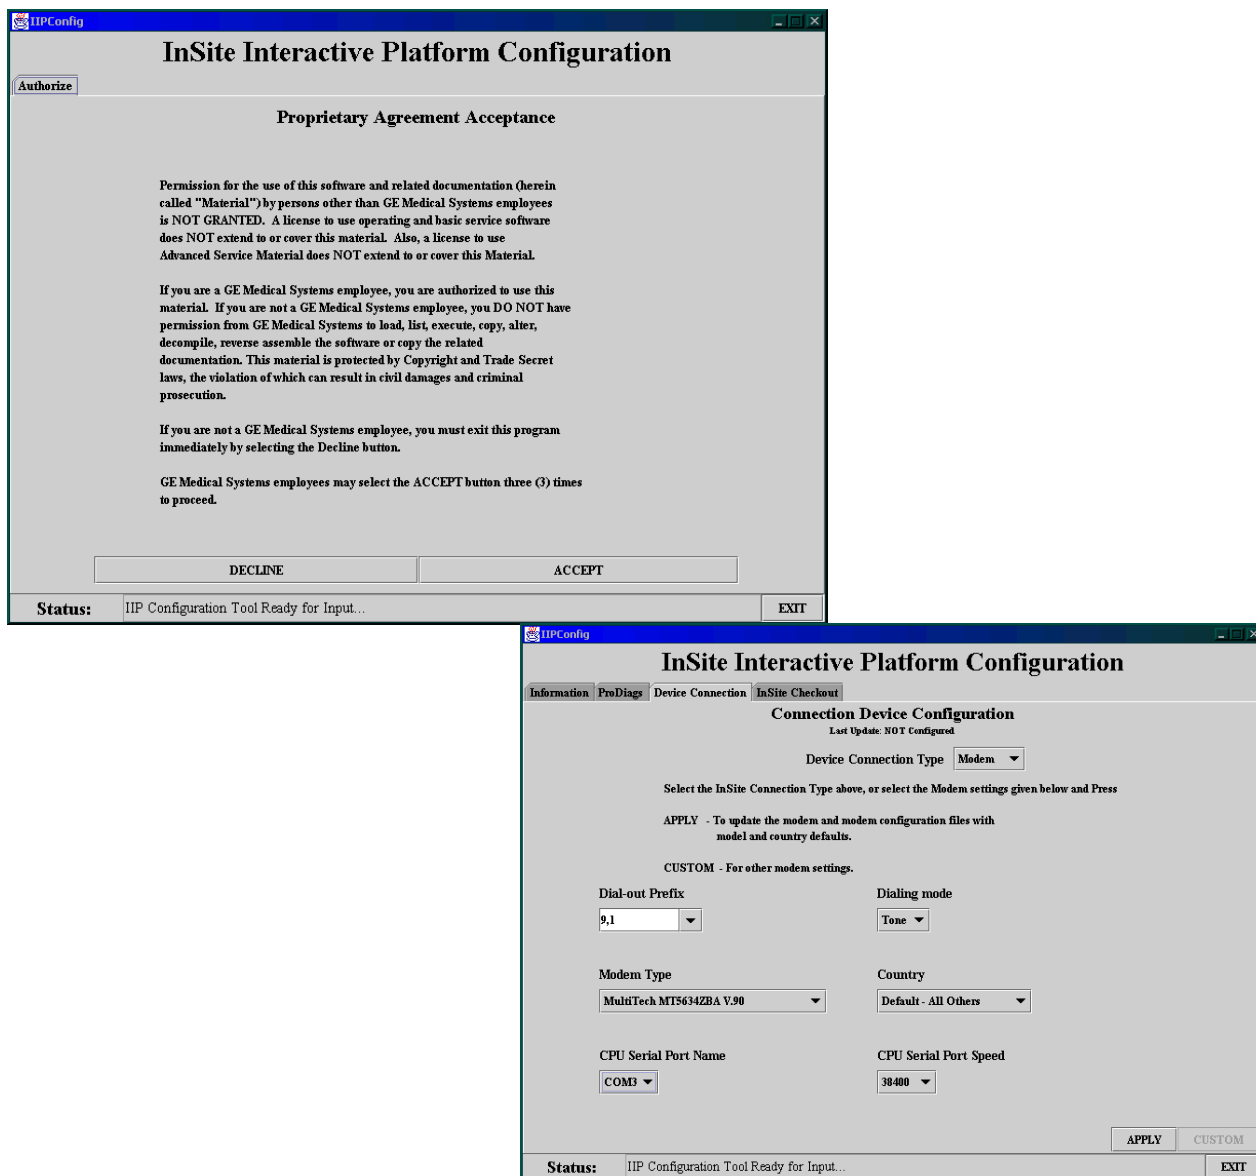 IIPConfig
InSite Interactive Platform Configuration
Authorize
Proprietary Agreement Acceptance
Permission for the use of this software and related documentation (herein
called "Material") by persons other than GE Medical Systems employees
is NOT GRANTED. A license to use operating and basic service software
does NOT extend to or cover this material. Also, a license to use
Advanced Service Material does NOT extend to or cover this Material.
If you are a GE Medical Systems employee, you are authorized to use this
material. If you are not a GE Medical Systems employee, you DO NOT have
permission from GE Medical Systems to load, list, execute, copy, alter,
decompile, reverse assemble the software or copy the related
documentation. This material is protected by Copyright and Trade Secret
laws, the violation of which can result in civil damages and criminal
prosecution.
If you are not a GE Medical Systems employee, you must exit this program
immediately by selecting the Decline button.
GE Medical Systems employees may select the ACCEPT button three (3) times
to proceed.
DECLINE ACCEPT
Status: IIP Configuration Tool Ready for Input... EXIT
IIPConfig
InSite Interactive Platform Configuration
Information ProDiags Device Connection InSite Checkout
Connection Device Configuration
Last Update: NOT Configured
Device Connection Type Modem
Select the InSite Connection Type above, or select the Modem settings given below and Press
APPLY - To update the modem and modem configuration files with
model and country defaults.
CUSTOM - For other modem settings.
Dial-out Prefix Dialing mode
9,1 Tone
Modem Type Country
MultiTech MT5634ZBA V.90 Default - All Others
CPU Serial Port Name CPU Serial Port Speed
COM3 38400
APPLY CUSTOM
Status: IIP Configuration Tool Ready for Input... EXIT